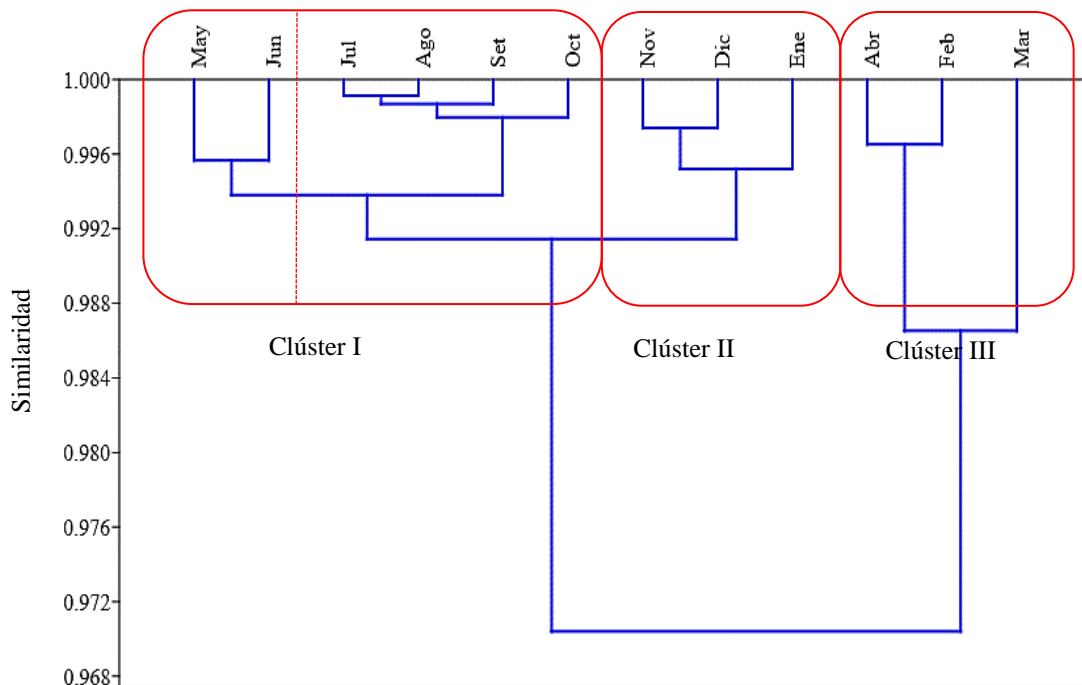 May
Jun
Jul
Ago
Set
Oct
Nov
Dic
Ene
Abr
Feb
Mar
1.000
0.996
0.992
0.988
0.984
0.980
0.976
0.972
0.968
Similaridad
Clúster I
Clúster II
Clúster III